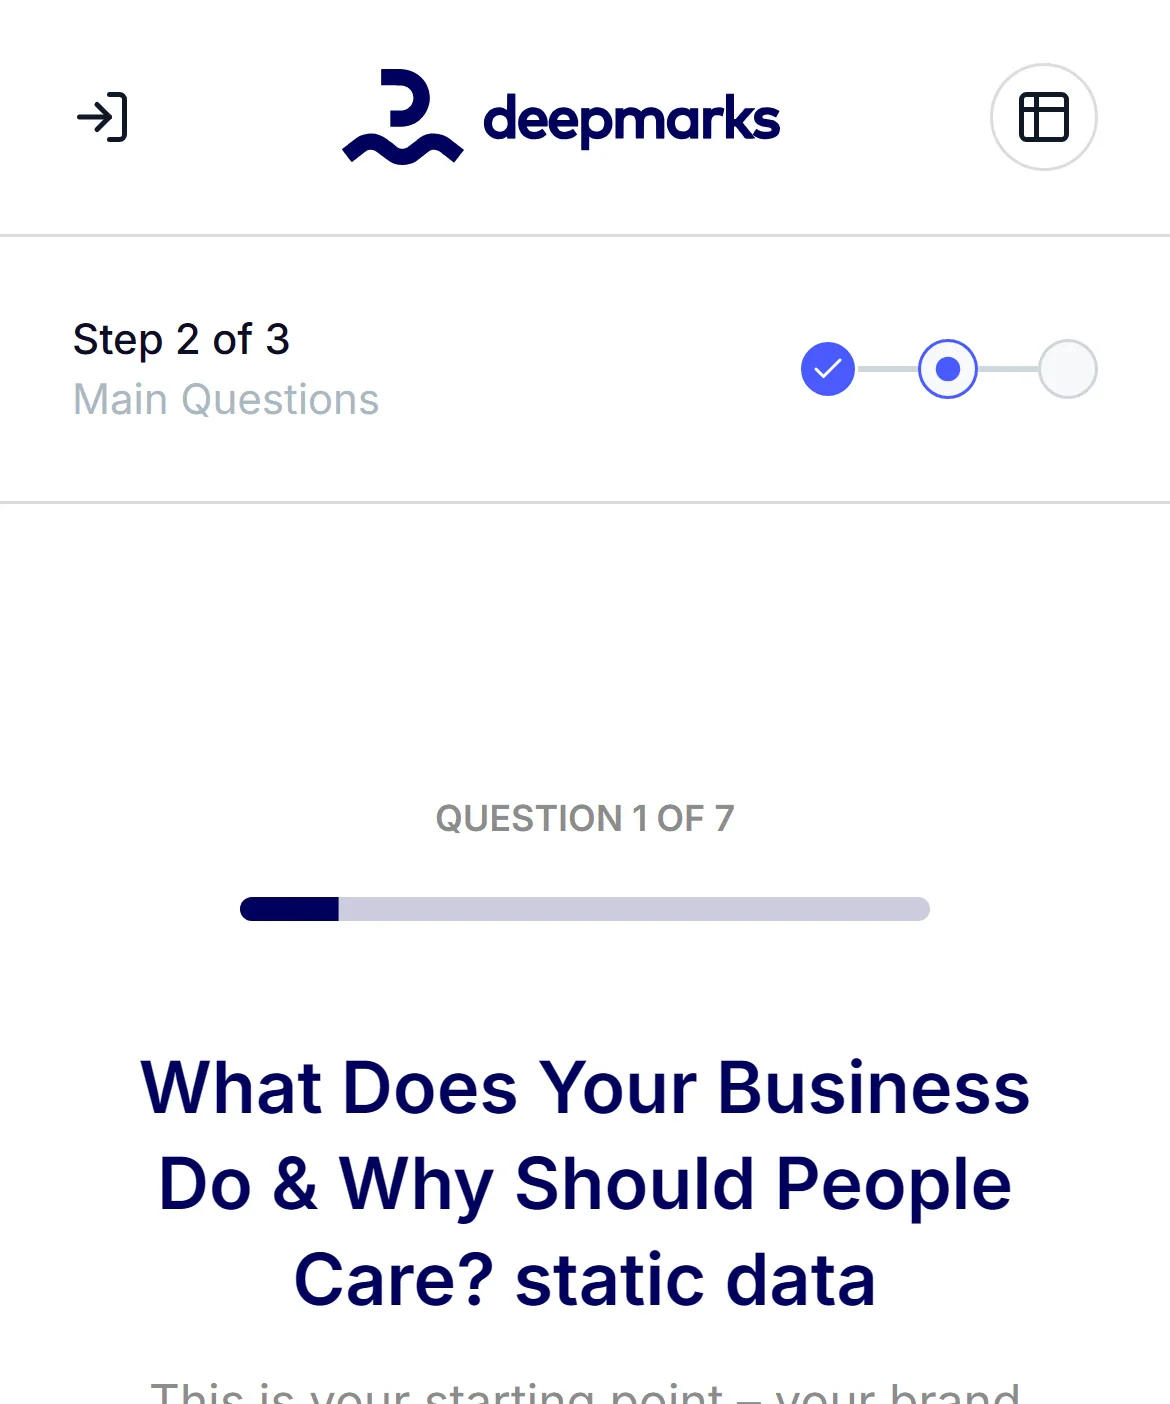 deepmarks
Step 2 of 3
Main Questions
QUESTION 1 OF 7
What Does Your Business
Do & Why Should People
Care? static data
This is your starting point – your brand